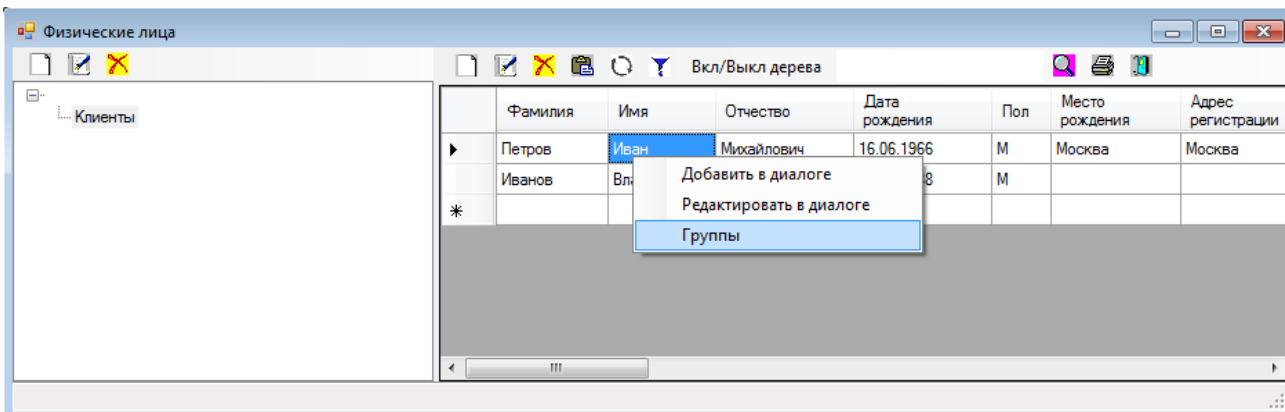 Физические лица
Вкл/Выкл дерева
Клиенты
Фамилия Имя Отчество Дата рождения Пол Место рождения Адрес регистрации
Петров Иван Михайлович 16.06.1966 М Москва Москва
Иванов М
Добавить в диалоге
Редактировать в диалоге
Группы